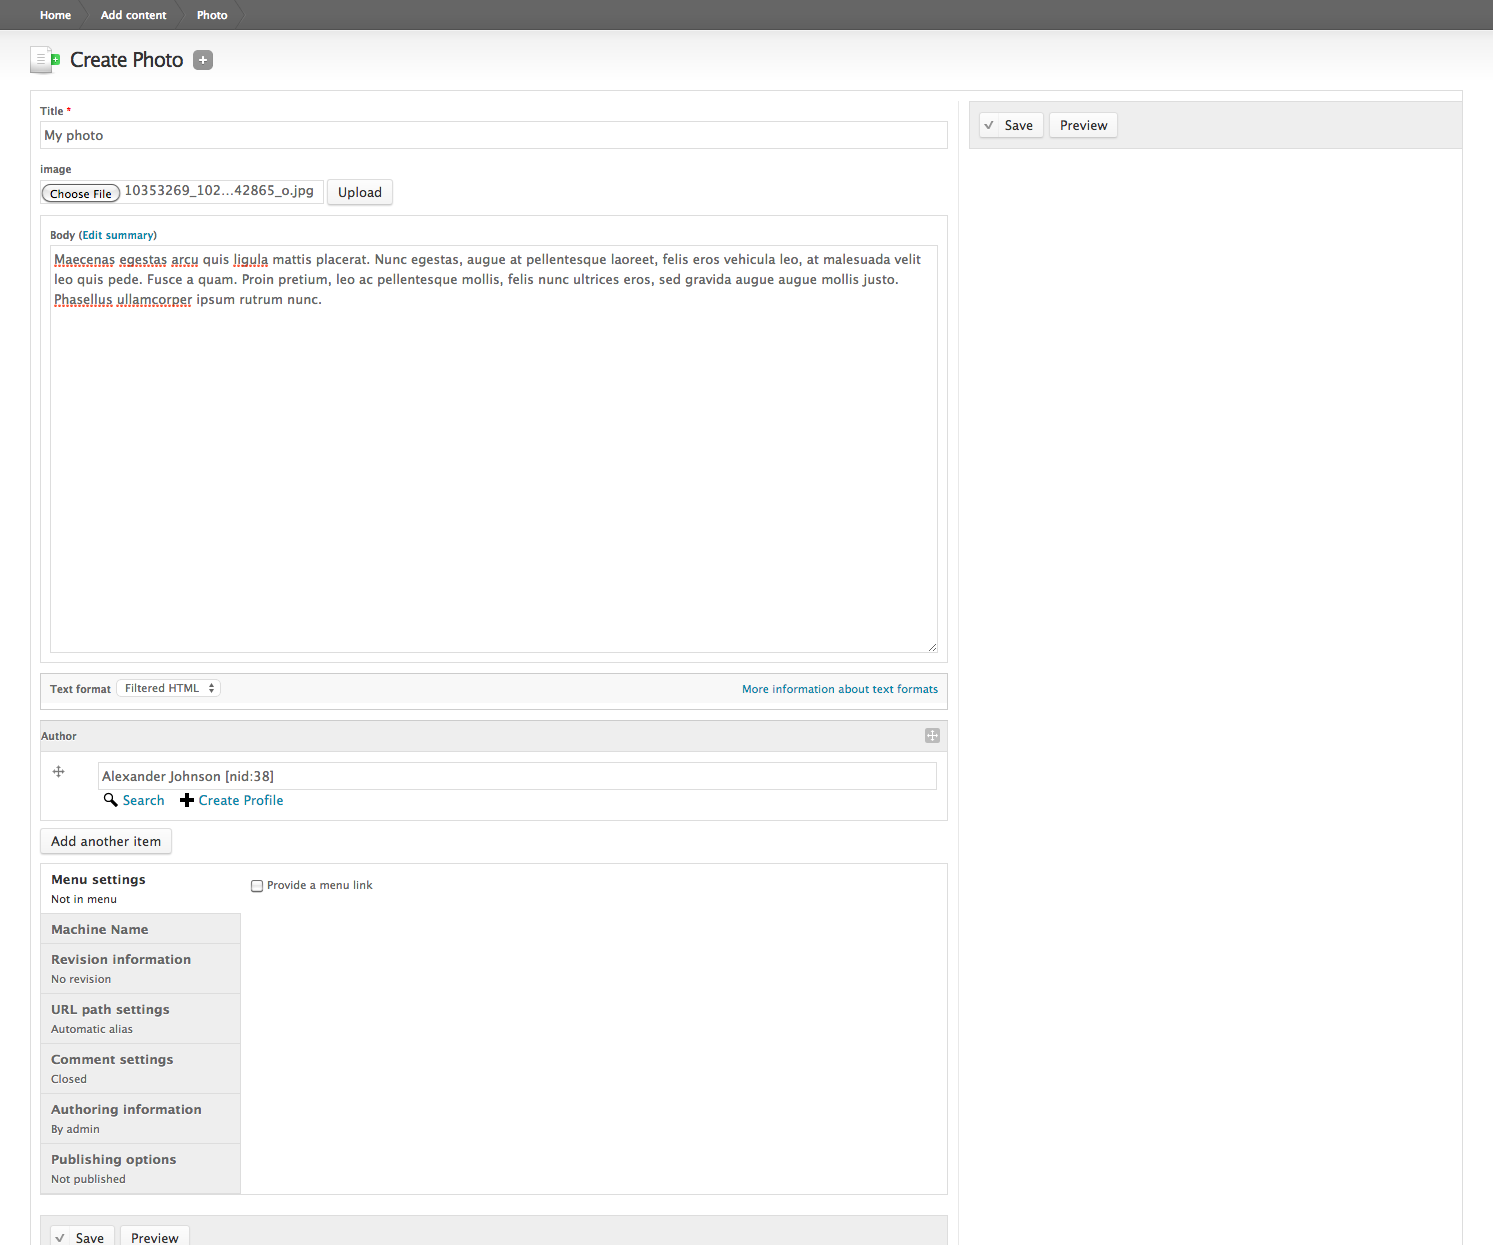 Home Add content Photo
Create Photo
Title *
My photo
Save Preview
image
Choose File 10353269_102...42865_o.jpg Upload
Body (Edit summary)
Maecenas egestas arcu quis ligula mattis placerat. Nunc egestas, augue at pellentesque laoreet, felis eros vehicula leo, at malesuada velit
leo quis pede. Fusce a quam. Proin pretium, leo ac pellentesque mollis, felis nunc ultrices eros, sed gravida augue augue mollis justo.
Phasellus ullamcorper ipsum rutrum nunc.
Text format Filtered HTML More information about text formats
Author
Alexander Johnson [nid:38]
Search Create Profile
Add another item
Menu settings
Not in menu
Provide a menu link
Machine Name
Revision information
No revision
URL path settings
Automatic alias
Comment settings
Closed
Authoring information
By admin
Publishing options
Not published
Save Preview